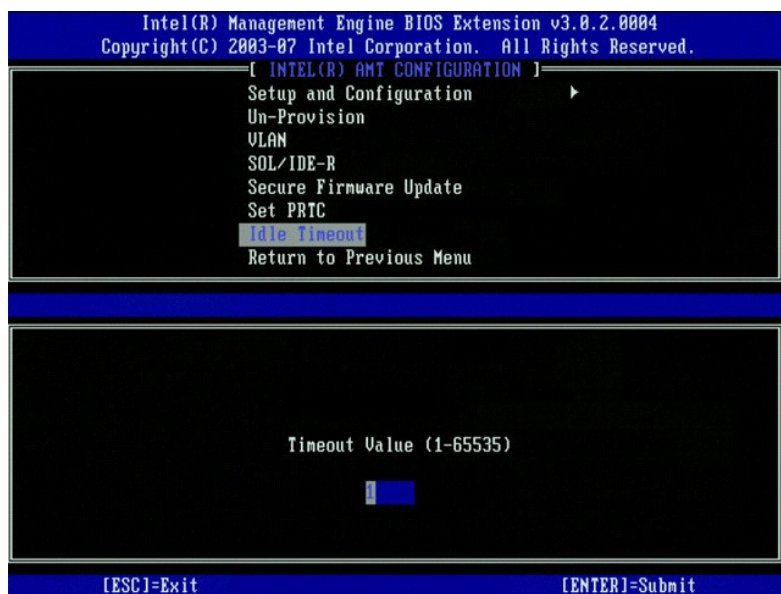 Intel(R) Management Engine BIOS Extension v3.0.2.0004
Copyright(C) 2003-07 Intel Corporation. All Rights Reserved.
[ INTEL(R) AMT CONFIGURATION ]
Setup and Configuration
Un-Provision
VLAN
SOL/IDE-R
Secure Firmware Update
Set PRTC
Idle Timeout
Return to Previous Menu
Timeout Value (1-65535)
1
[ESC]=Exit [ENTER]=Submit